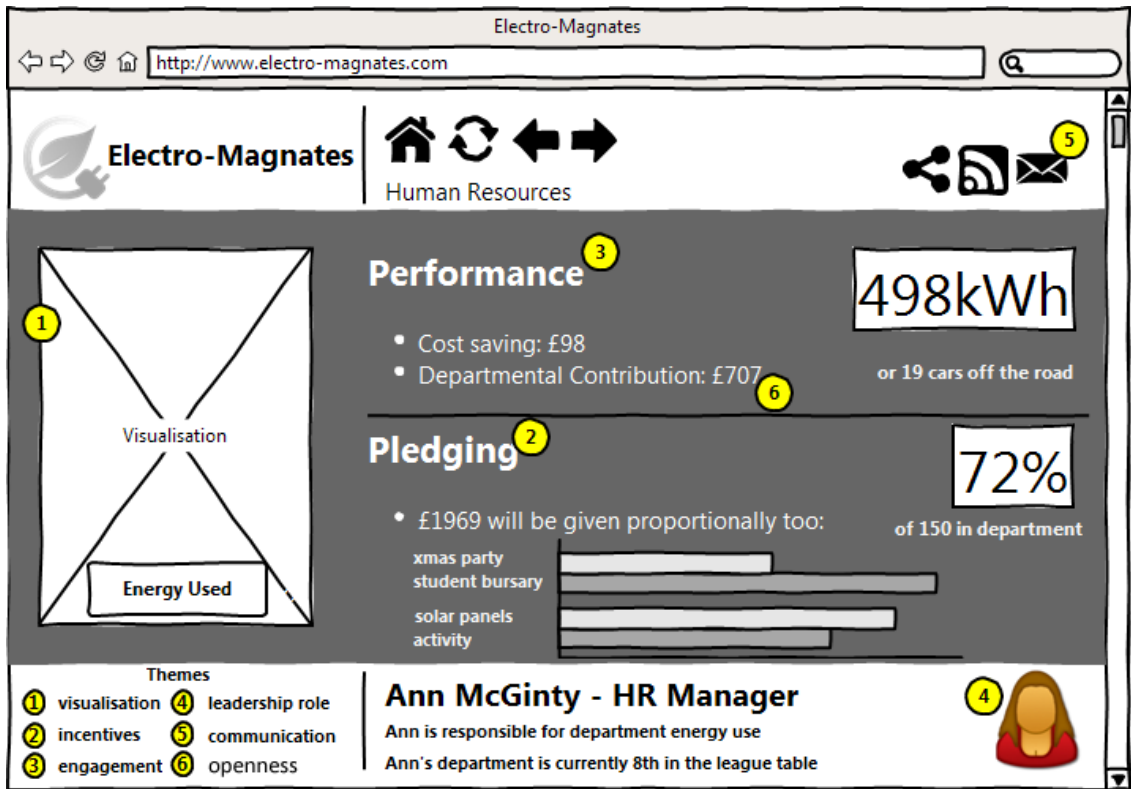 Electro-Magnates
http://www.electro-magnates.com
Electro-Magnates
Human Resources
5
1
Visualisation
Energy Used
Performance 3
498kWh
• Cost saving: £98
• Departmental Contribution: £707 6
or 19 cars off the road
Pledging 2
72%
• £1969 will be given proportionally too:
of 150 in department
xmas party
student bursary
solar panels
activity
Themes
1 visualisation 4 leadership role
2 incentives 5 communication
3 engagement 6 openness
Ann McGinty - HR Manager
Ann is responsible for department energy use
Ann's department is currently 8th in the league table
4